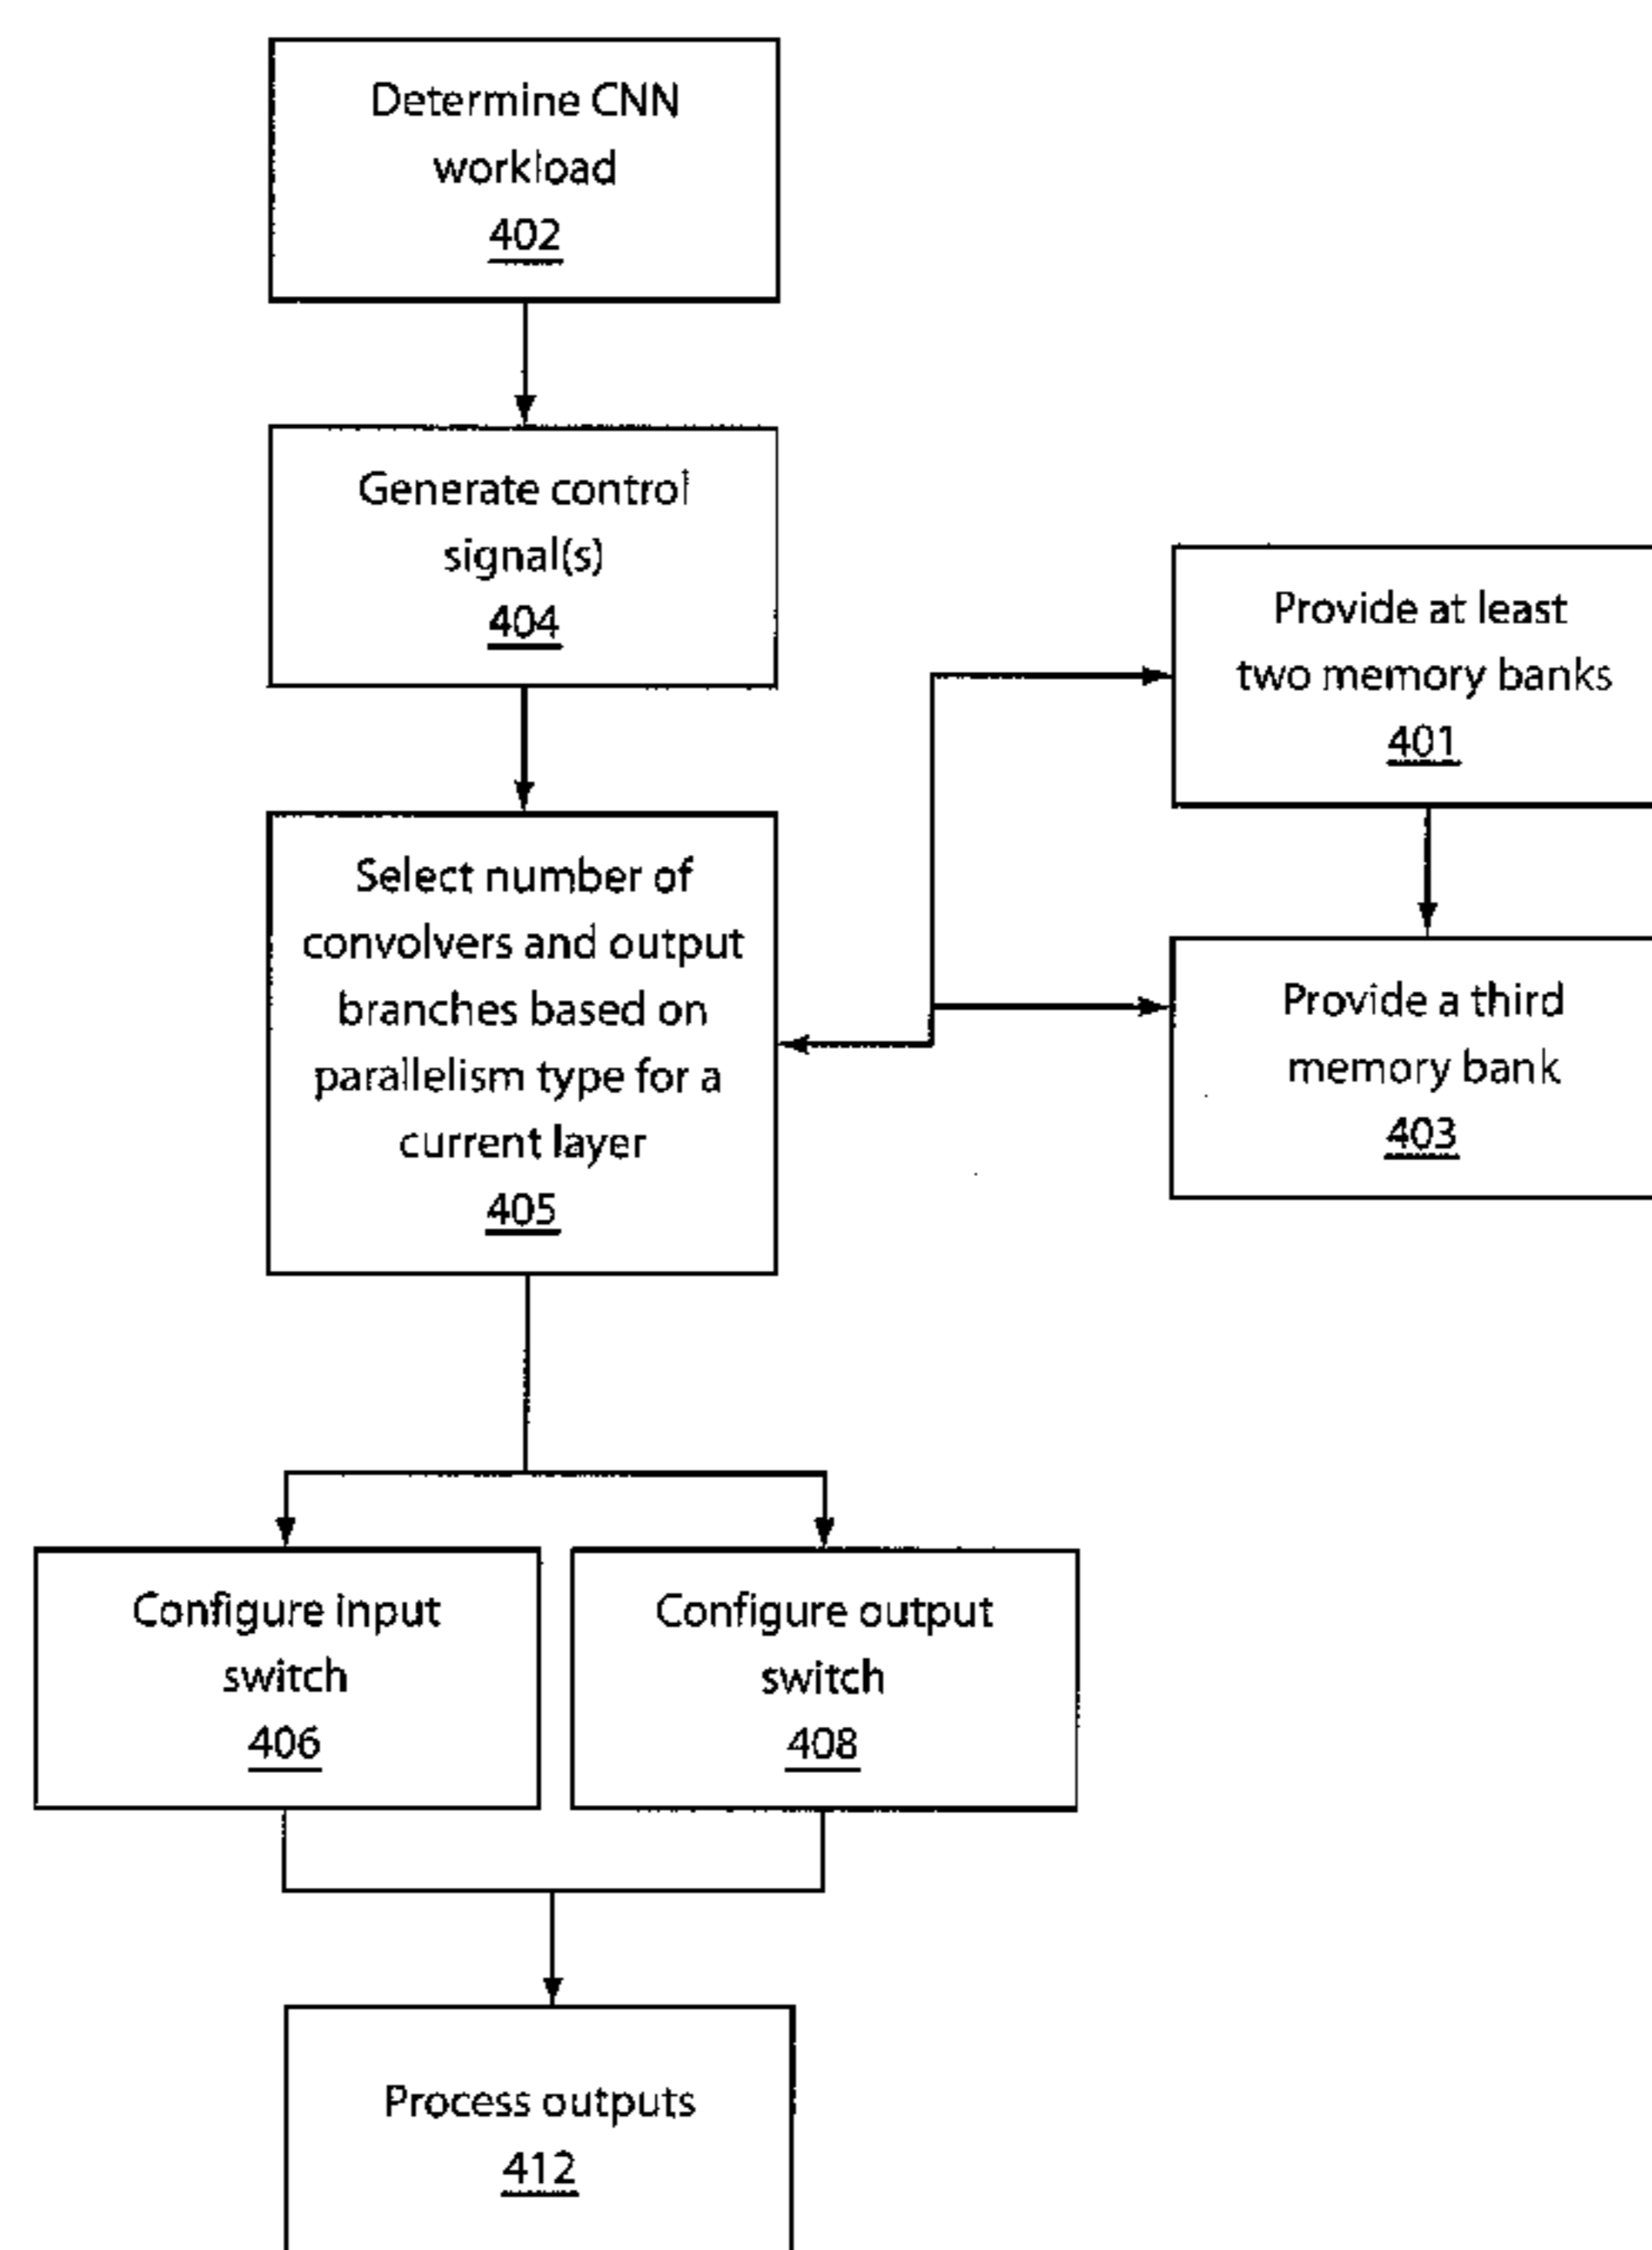 Determine CNN
workload
402
Generate control
signal(s)
404
Provide at least
two memory banks
401
Select number of
convolvers and output
branches based on
parallelism type for a
current layer
405
Provide a third
memory bank
403
Configure input
switch
406
Configure output
switch
408
Process outputs
412